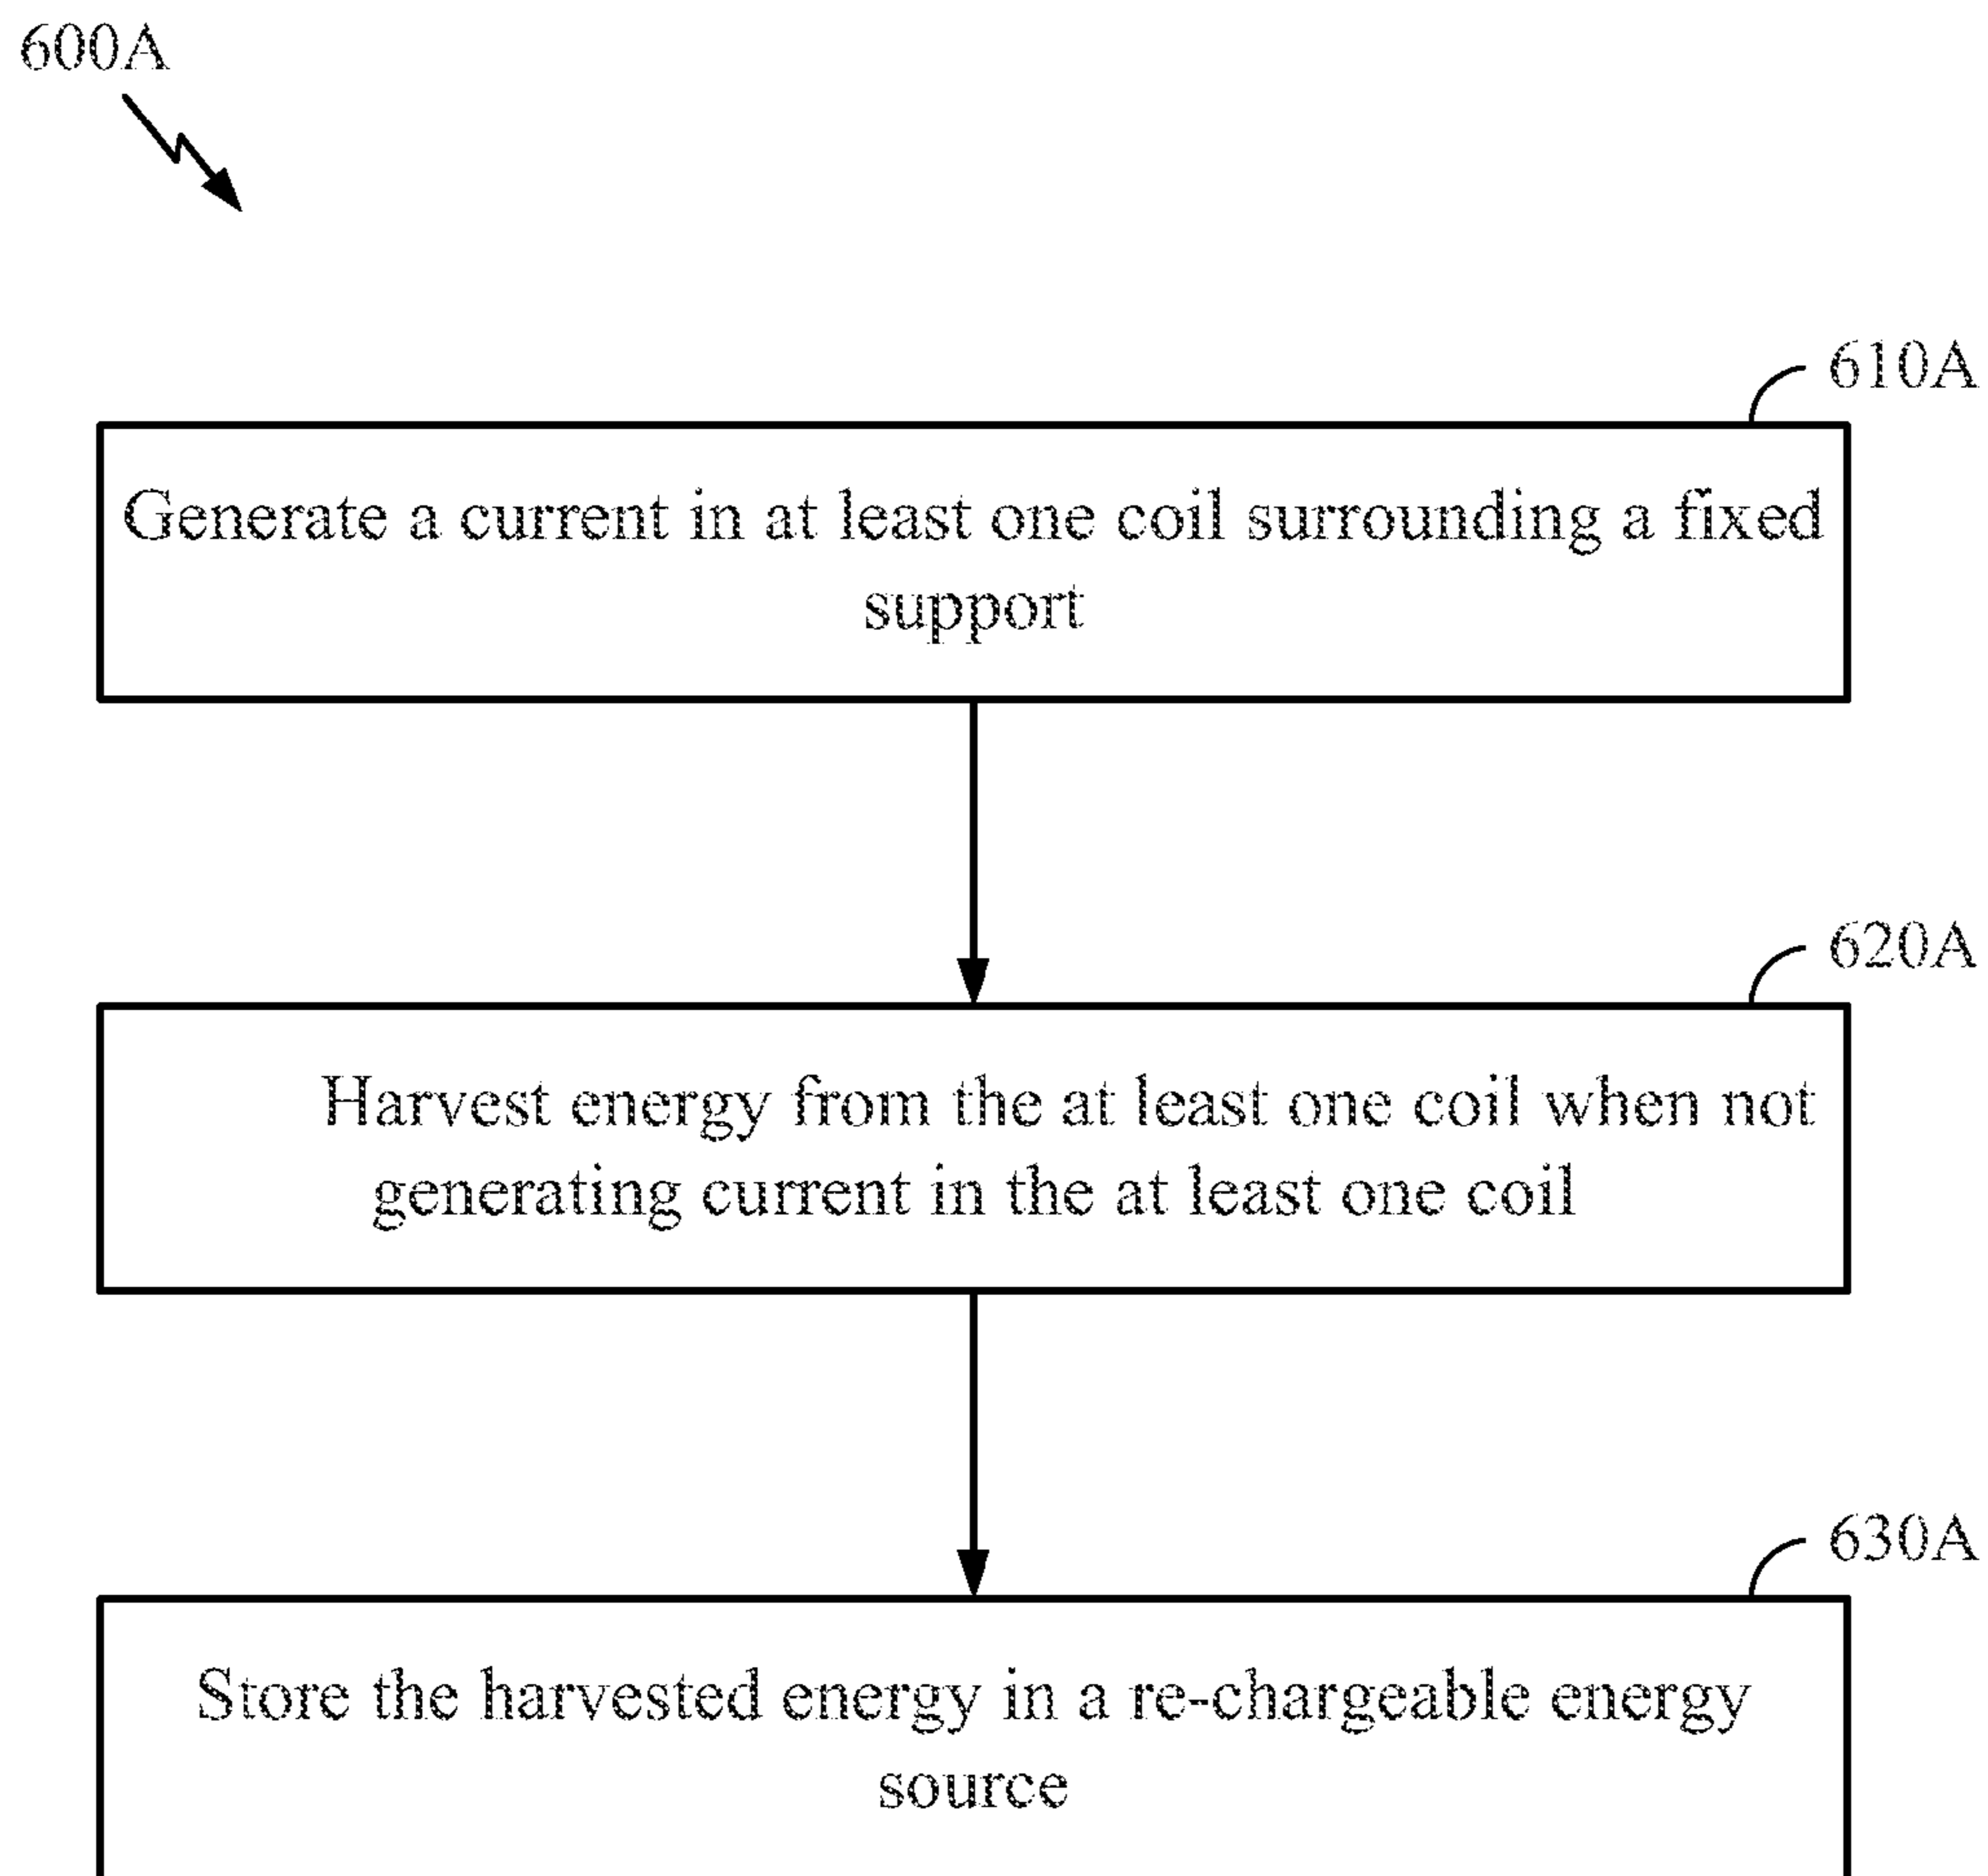 600A
610A
Generate a current in at least one coil surrounding a fixed
support
620A
Harvest energy from the at least one coil when not
generating current in the at least one coil
630A
Store the harvested energy in a re-chargeable energy
source